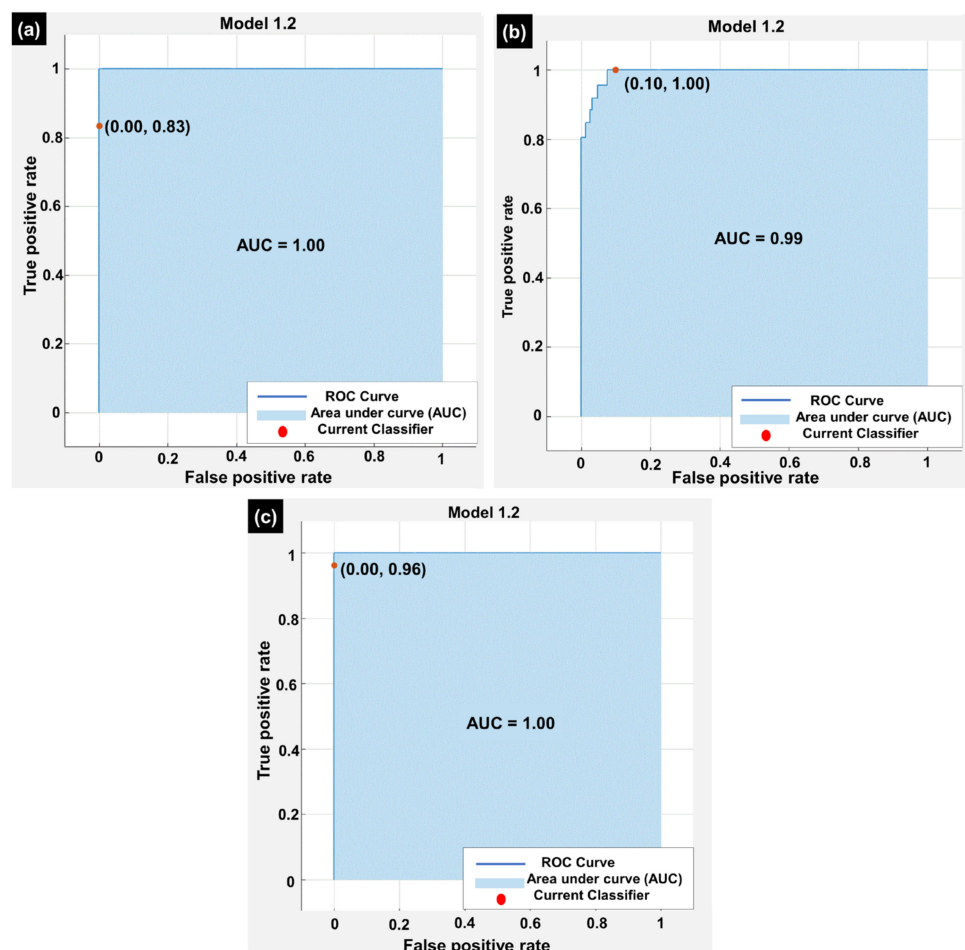 (a)
Model 1.2
1
0.8
0.6
0.4
0.2
0
True positive rate
(0.00, 0.83)
AUC = 1.00
ROC Curve
Area under curve (AUC)
Current Classifier
0 0.2 0.4 0.6 0.8 1
False positive rate
(b)
Model 1.2
1
0.8
0.6
0.4
0.2
0
True positive rate
(0.10, 1.00)
AUC = 0.99
ROC Curve
Area under curve (AUC)
Current Classifier
0 0.2 0.4 0.6 0.8 1
False positive rate
(c)
Model 1.2
1
0.8
0.6
0.4
0.2
0
True positive rate
(0.00, 0.96)
AUC = 1.00
ROC Curve
Area under curve (AUC)
Current Classifier
0 0.2 0.4 0.6 0.8 1
False positive rate